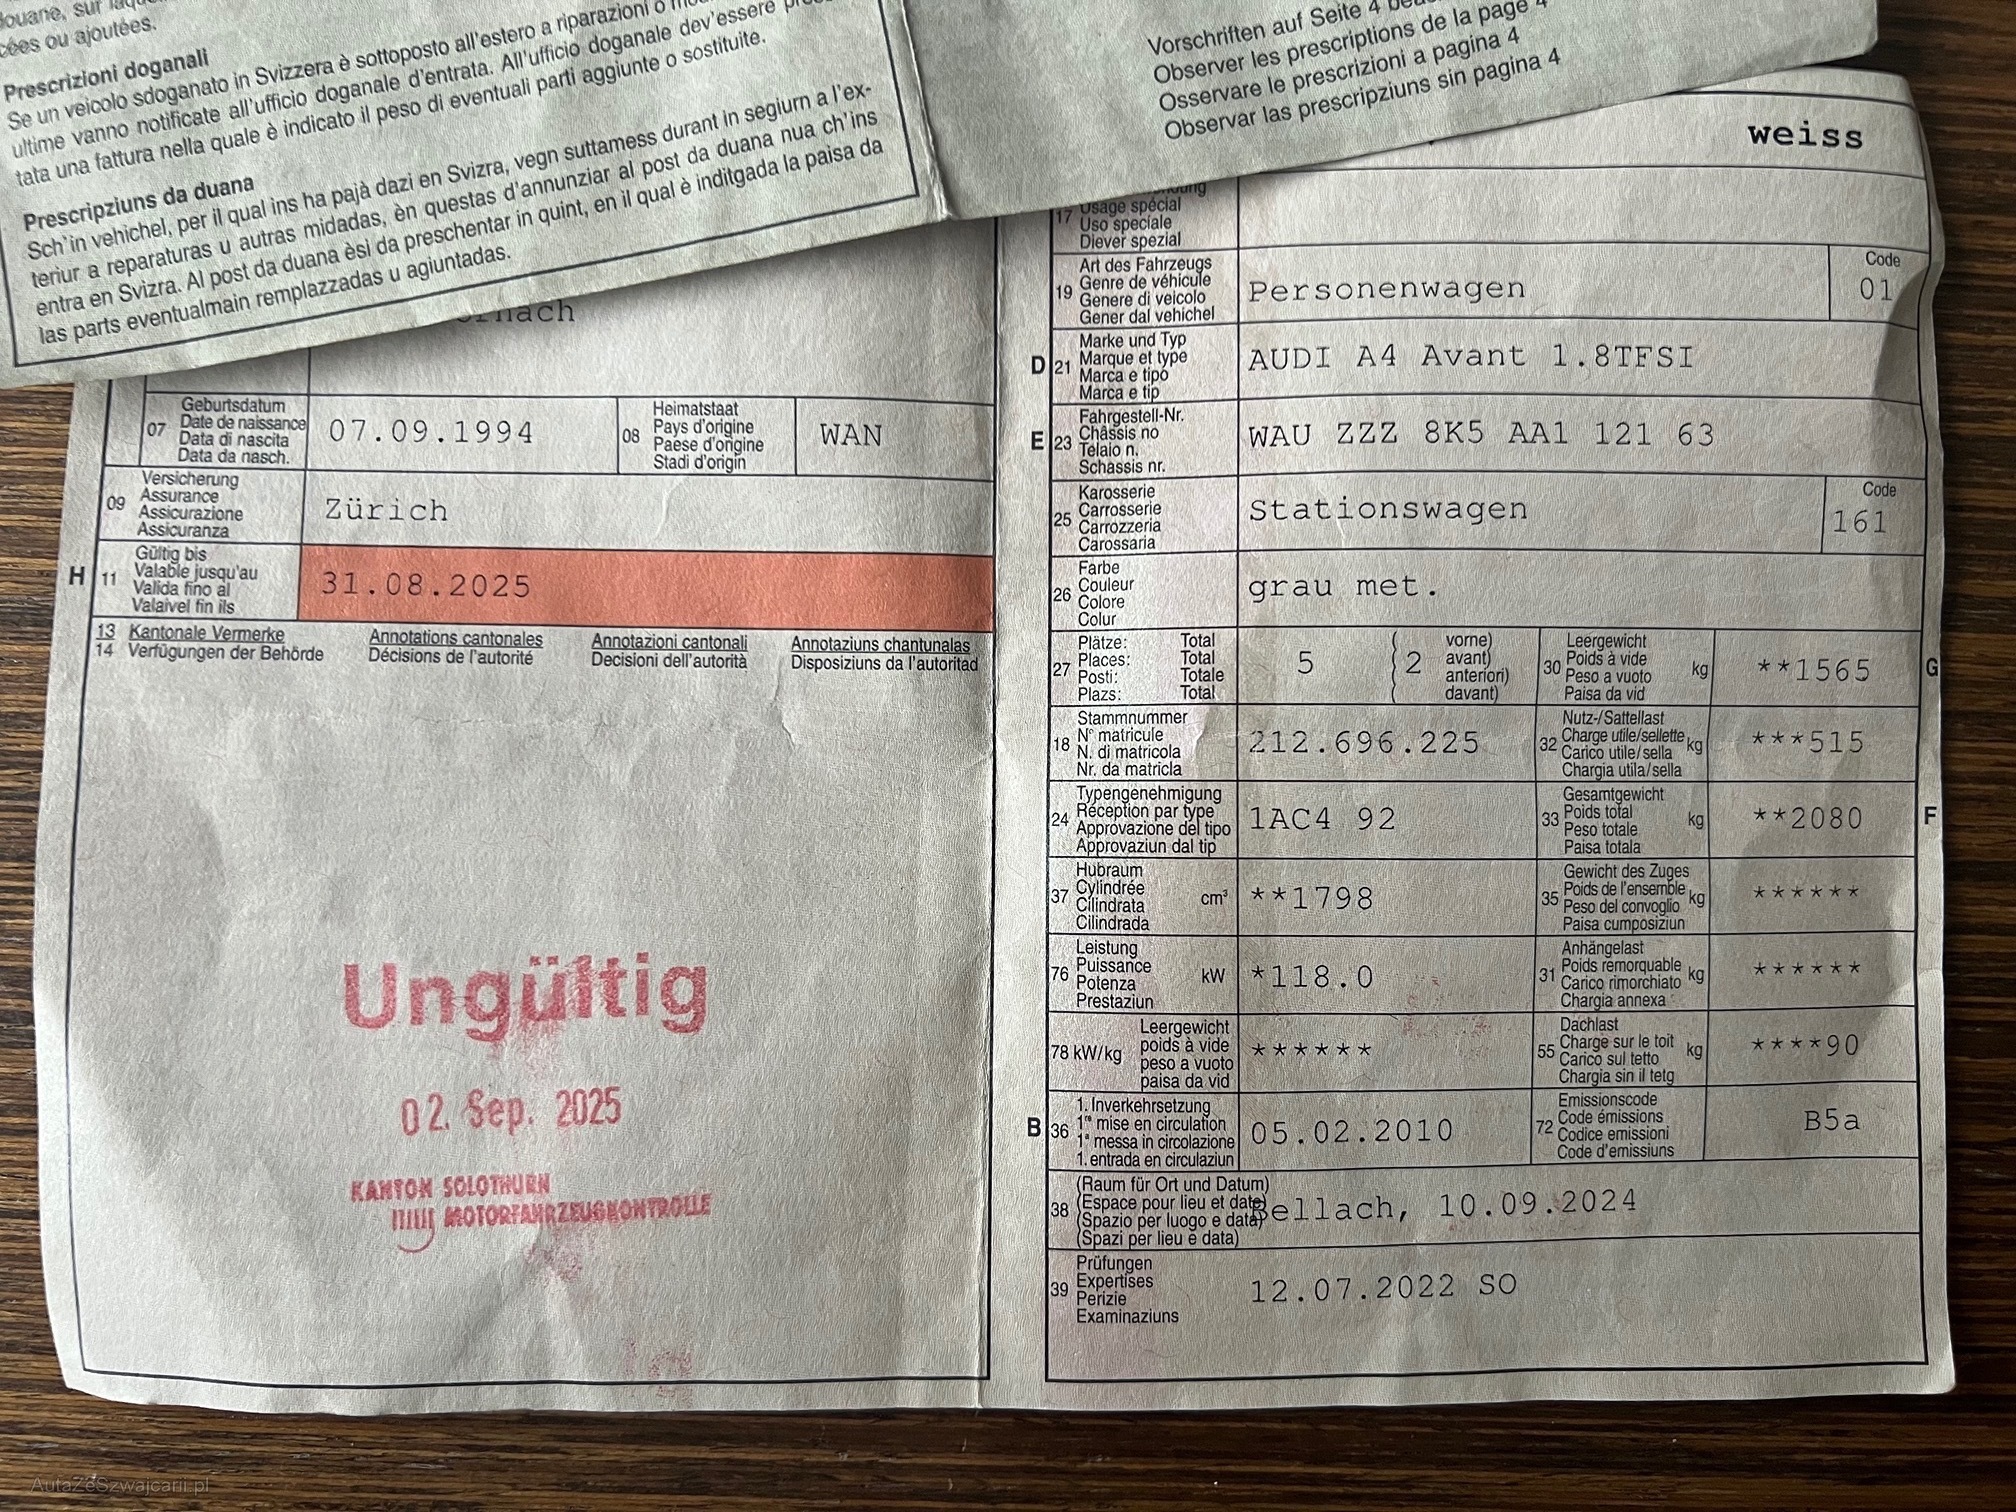 Douane, sur
cées ou ajoutées.
Prescrizioni doganali
Se un veicolo sdoganato in Svizzera è sottoposto all'estero a riparazioni o
ultime vanno notificate all'ufficio doganale d'entrata. All'ufficio doganale dev'essere
tata una fattura nella quale è indicato il peso di eventuali parti aggiunte o sostituite.
Prescripziuns da duana
Sch'in vehichel, per il qual ins ha pajà dazi en Svizra, vegn suttamess durant in segiurn a l'ex-
teriur a reparaturas u autras midadas, èn questas d'annunziar al post da duana nua ch'ins
entra en Svizra. Al post da duana èsi da preschentar in quint, en il qual è inditgada la paisa da
las parts eventualmain remplazzadas u agiuntadas.
Vorschriften auf Seite 4
Observer les prescriptions de la page 4
Osservare le prescrizioni a pagina 4
Observar las prescripziuns sin pagina 4
07 Geburtsdatum
Date de naissance
Data di nascita
Data da nasch.
07.09.1994
08 Heimatstaat
Pays d'origine
Paese d'origine
Stadi d'origin
WAN
09 Versicherung
Assurance
Assicurazione
Assicuranza
Zürich
H 11 Gültig bis
Valable jusqu'au
Valida fino al
Valaivel fin ils
31.08.2025
13 Kantonale Vermerke Annotations cantonales Annotazioni cantonali Annotaziuns chantunalas
14 Verfügungen der Behörde Décisions de l'autorité Decisioni dell'autorità Disposiziuns da l'autoritad
Ungültig
02. Sep. 2025
KANTON SOLOTHURN
MOTORFAHRZEUGKONTROLLE
weiss
17 Usage spécial
Uso speciale
Diever spezial
19 Art des Fahrzeugs
Genre de véhicule
Genere di veicolo
Gener dal vehichel
Personenwagen
Code
01
D 21 Marke und Typ
Marque et type
Marca e tipo
Marca e tip
AUDI A4 Avant 1.8TFSI
E 23 Fahrgestell-Nr.
Châssis no
Telaio n.
Schassis nr.
WAU ZZZ 8K5 AA1 121 63
25 Karosserie
Carrosserie
Carrozzeria
Carossaria
Stationswagen
Code
161
26 Farbe
Couleur
Colore
Colur
grau met.
27 Plätze: Total
Places: Total
Posti: Totale
Plazs: Total
5
( 2 vorne)
( avant)
( anteriori)
( davant)
30 Leergewicht
Poids à vide kg
Peso a vuoto
Paisa da vid
**1565
G
18 Stammnummer
N° matricule
N. di matricola
Nr. da matricla
212.696.225
32 Nutz-/Sattellast
Charge utile/sellette kg
Carico utile/sella
Chargia utila/sella
***515
24 Typengenehmigung
Réception par type
Approvazione del tipo
Approvaziun dal tip
1AC4 92
33 Gesamtgewicht
Poids total kg
Peso totale
Paisa totala
**2080
F
37 Hubraum
Cylindrée cm³
Cilindrata
Cilindrada
**1798
35 Gewicht des Zuges
Poids de l'ensemble kg
Peso del convoglio
Paisa cumposiziun
******
76 Leistung
Puissance kW
Potenza
Prestaziun
*118.0
31 Anhängelast
Poids remorquable kg
Carico rimorchiato
Chargia annexa
******
78 kW/kg Leergewicht
poids à vide
peso a vuoto
paisa da vid
******
55 Dachlast
Charge sur le toit kg
Carico sul tetto
Chargia sin il tetg
****90
B 36 1. Inverkehrsetzung
1re mise en circulation
1a messa in circolazione
1. entrada en circulaziun
05.02.2010
72 Emissionscode
Code émissions
Codice emissioni
Code d'emissiuns
B5a
38 (Raum für Ort und Datum)
(Espace pour lieu et date)
(Spazio per luogo e data)
(Spazi per lieu e data)
Bellach, 10.09.2024
39 Prüfungen
Expertises
Perizie
Examinaziuns
12.07.2022 SO
AutaZeSzwajcarii.pl